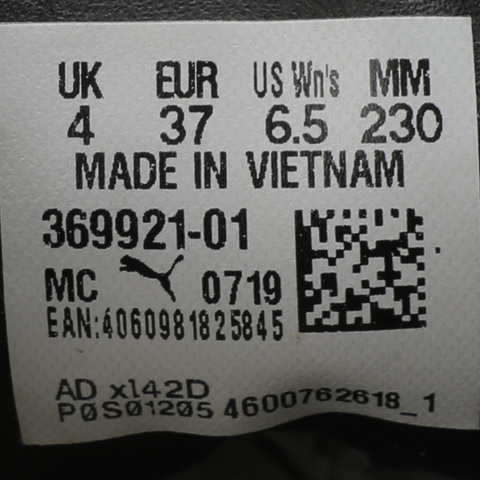 UK EUR US Wn's MM
4 37 6.5 230
MADE IN VIETNAM
369921-01
MC 0719
EAN:4060981825845
AD xl42D
P0S01205 4600762618_1